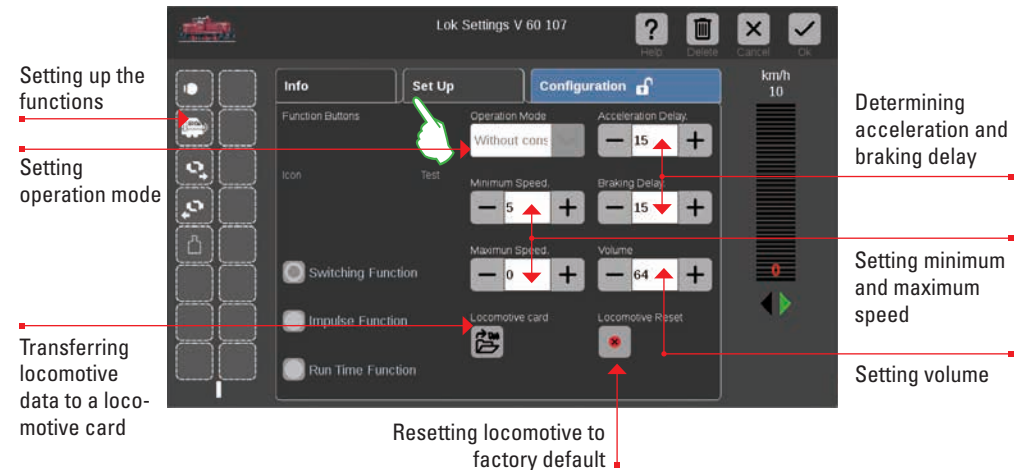 Lok Settings V 60 107
Help
Delete
Cancel
Ok
Setting up the
functions
Setting
operation mode
Transferring
locomotive
data to a loco-
motive card
Info
Set Up
Configuration
Function Buttons
Operation Mode
Acceleration Delay.
Without cons
15
Icon
Test
Minimum Speed.
Braking Delay.
5
15
Maximun Speed.
Volume
0
64
Switching Function
Impulse Function
Run Time Function
Locomotive card
Locomotive Reset
km/h
10
0
Determining
acceleration and
braking delay
Setting minimum
and maximum
speed
Setting volume
Resetting locomotive to
factory default